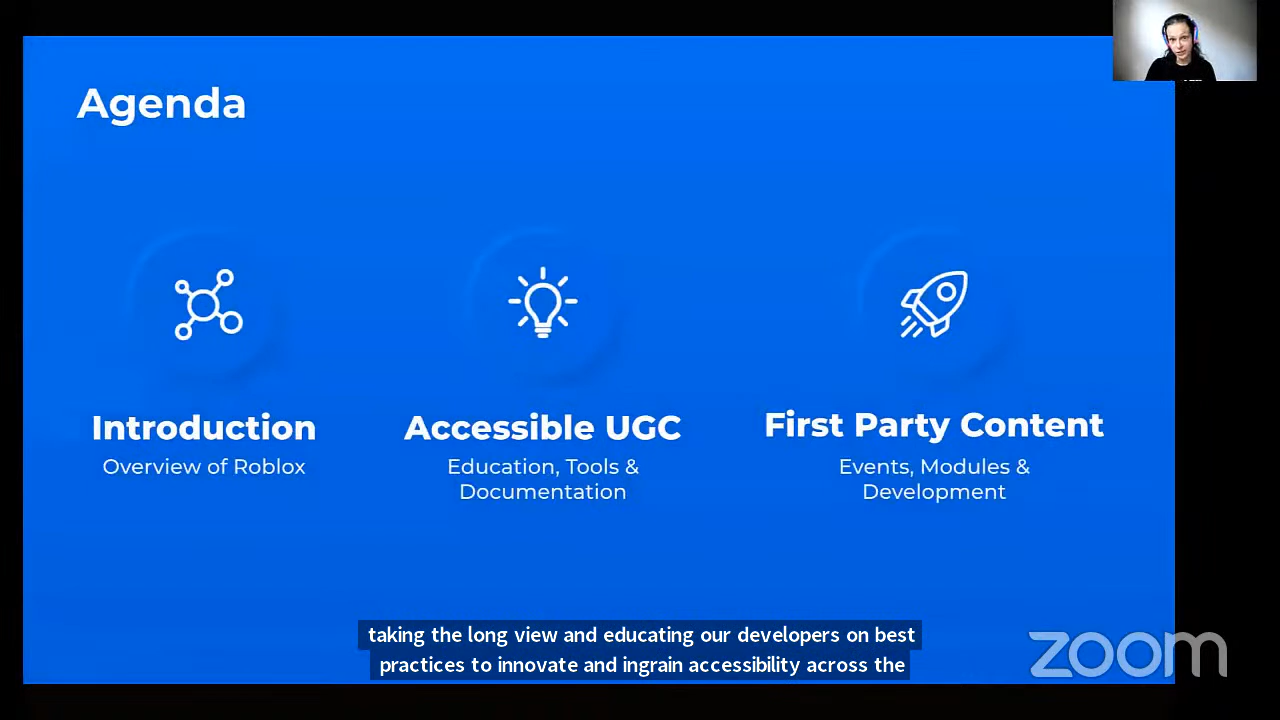 Agenda
Introduction
Overview of Roblox
Accessible UGC
Education, Tools &
Documentation
First Party Content
Events, Modules &
Development
taking the long view and educating our developers on best
practices to innovate and ingrain accessibility across the
zoom